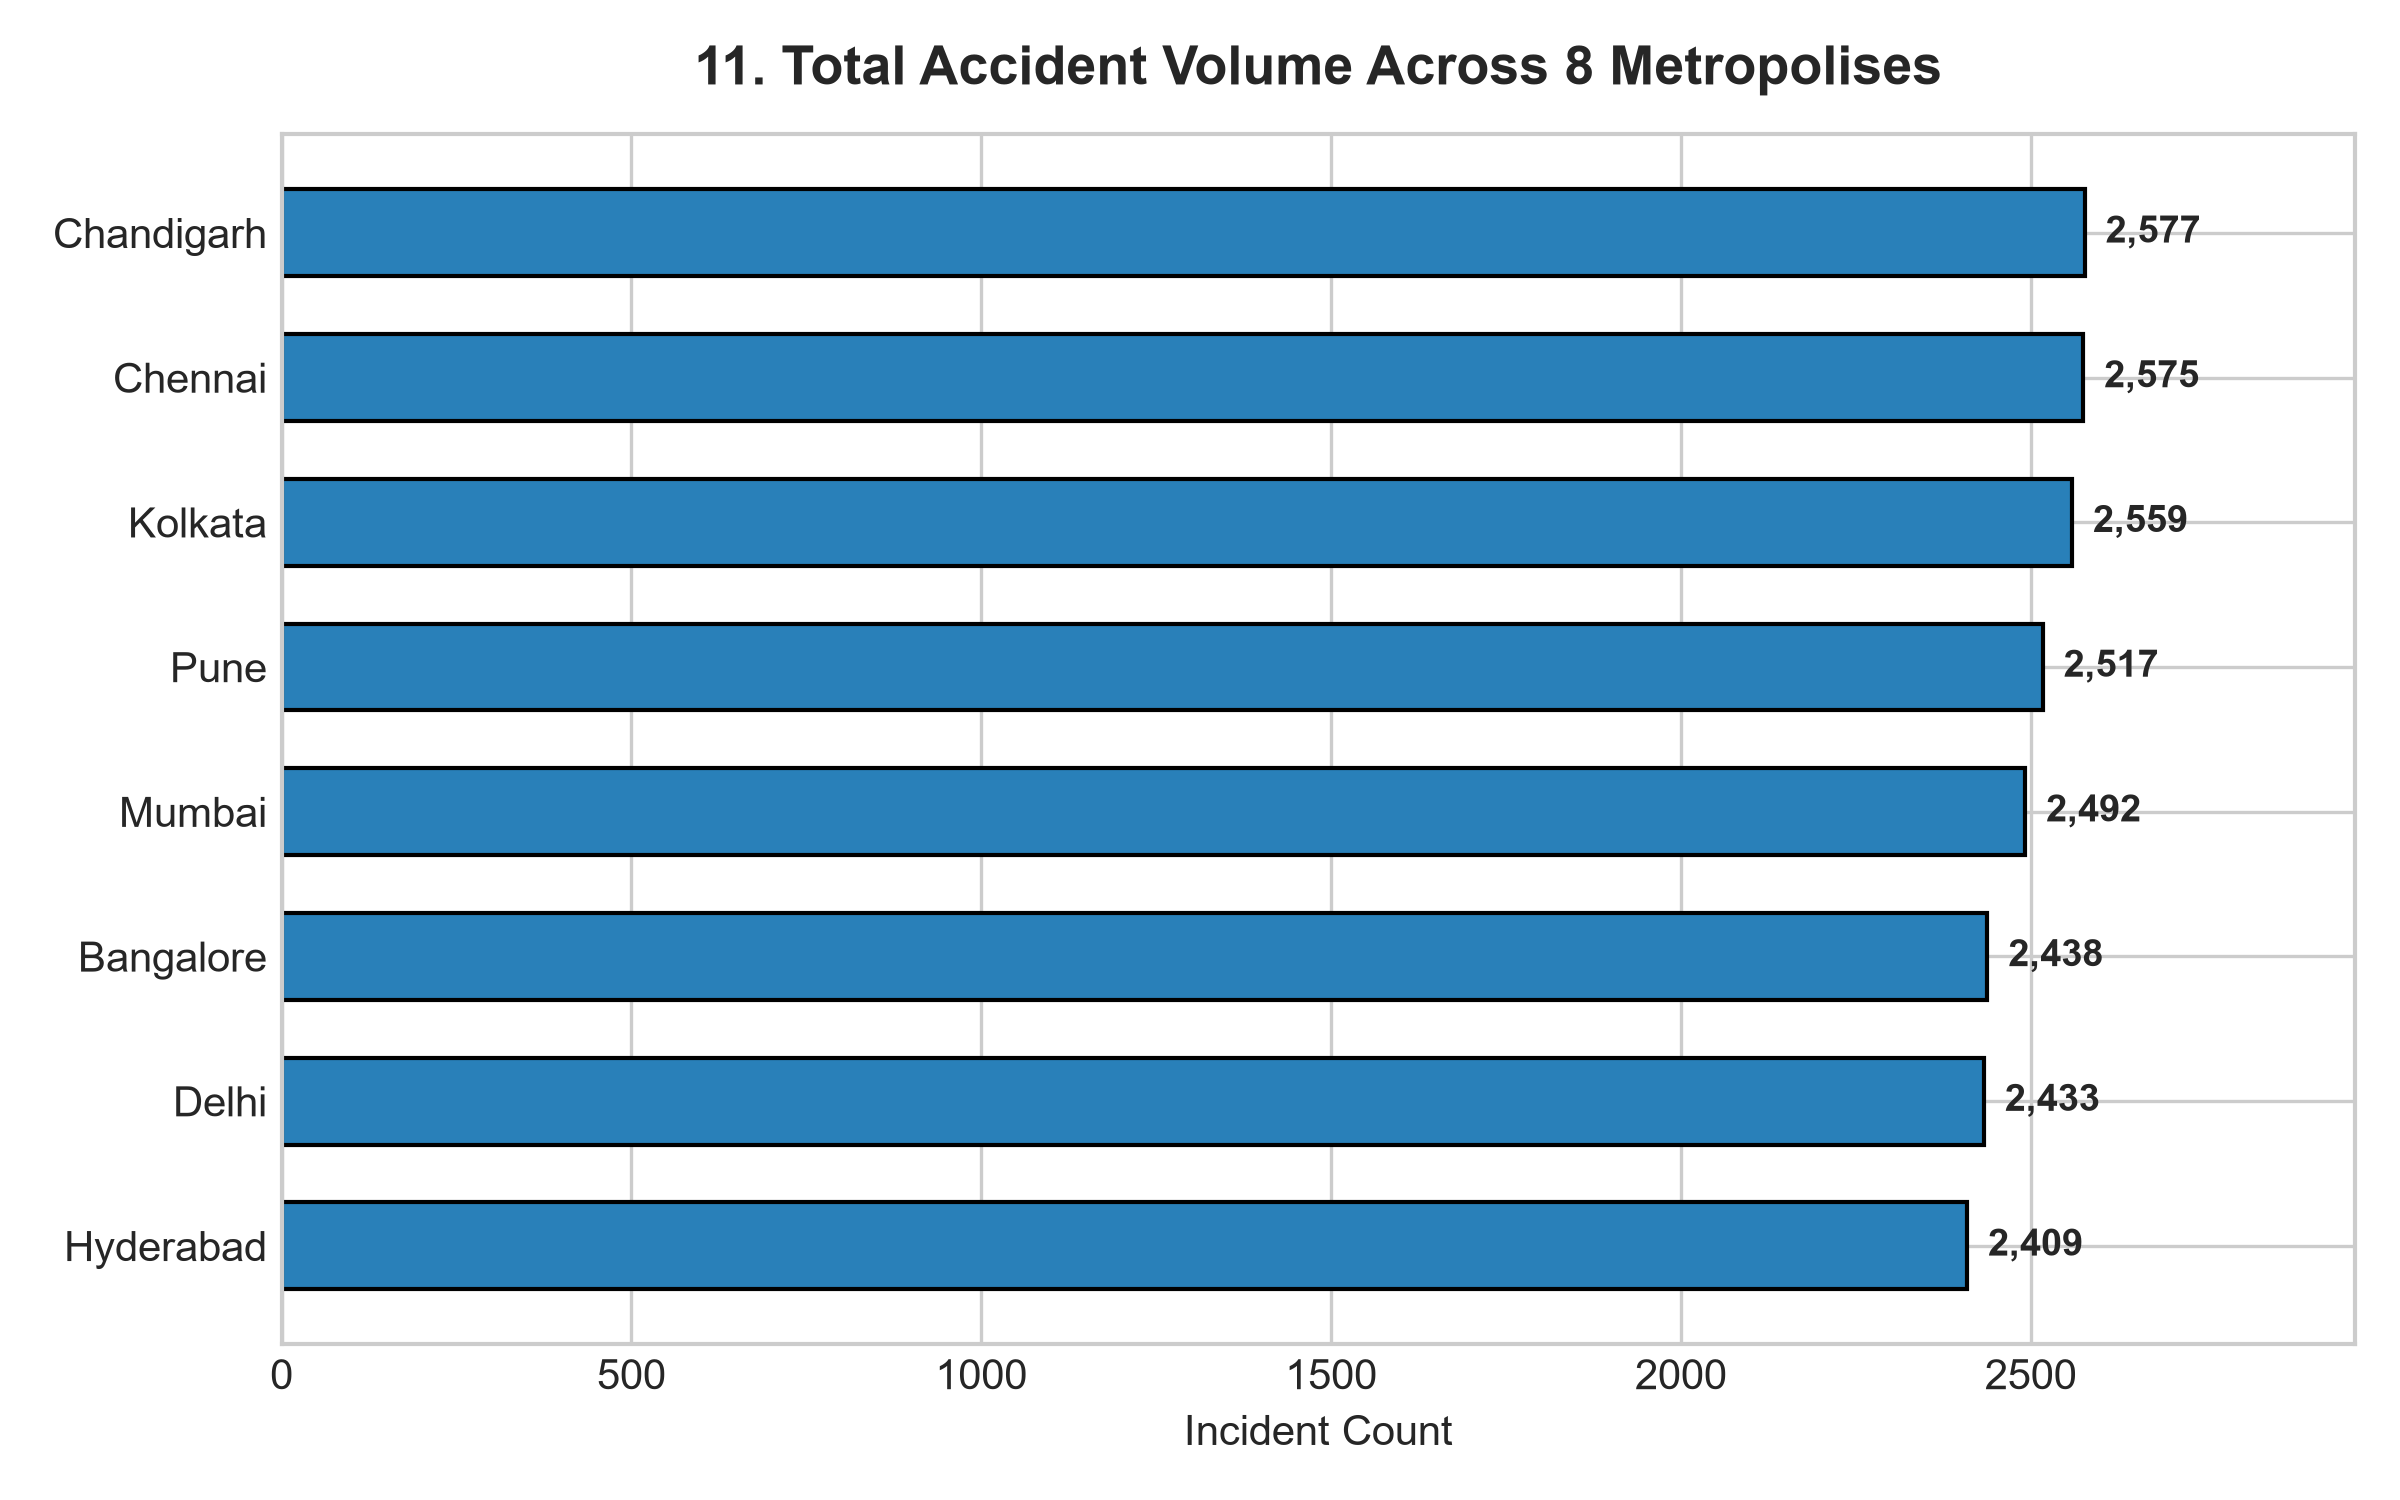 11. Total Accident Volume Across 8 Metropolises
Chandigarh 2,577
Chennai 2,575
Kolkata 2,559
Pune 2,517
Mumbai 2,492
Bangalore 2,438
Delhi 2,433
Hyderabad 2,409
0 500 1000 1500 2000 2500
Incident Count